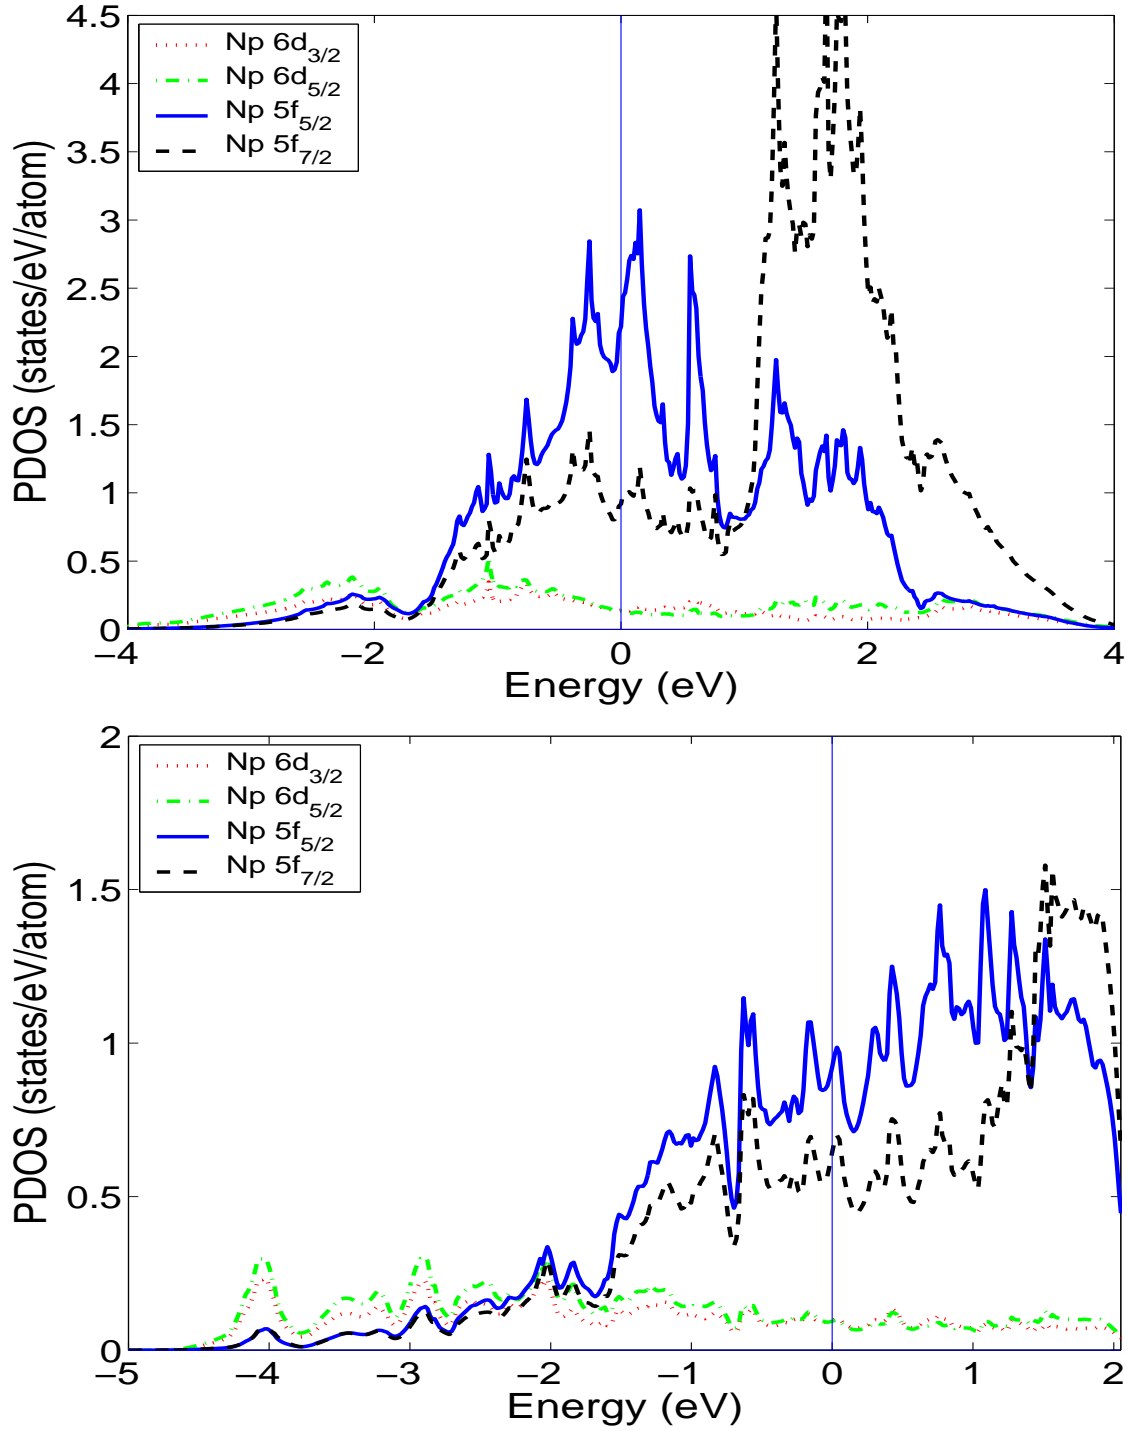 4.5
4
3.5
3
2.5
2
1.5
1
0.5
0
PDOS (states/eV/atom)
Np 6d3/2
Np 6d5/2
Np 5f5/2
Np 5f7/2
−4 −2 0 2 4
Energy (eV)
2
1.5
1
0.5
0
PDOS (states/eV/atom)
Np 6d3/2
Np 6d5/2
Np 5f5/2
Np 5f7/2
−5 −4 −3 −2 −1 0 1 2
Energy (eV)